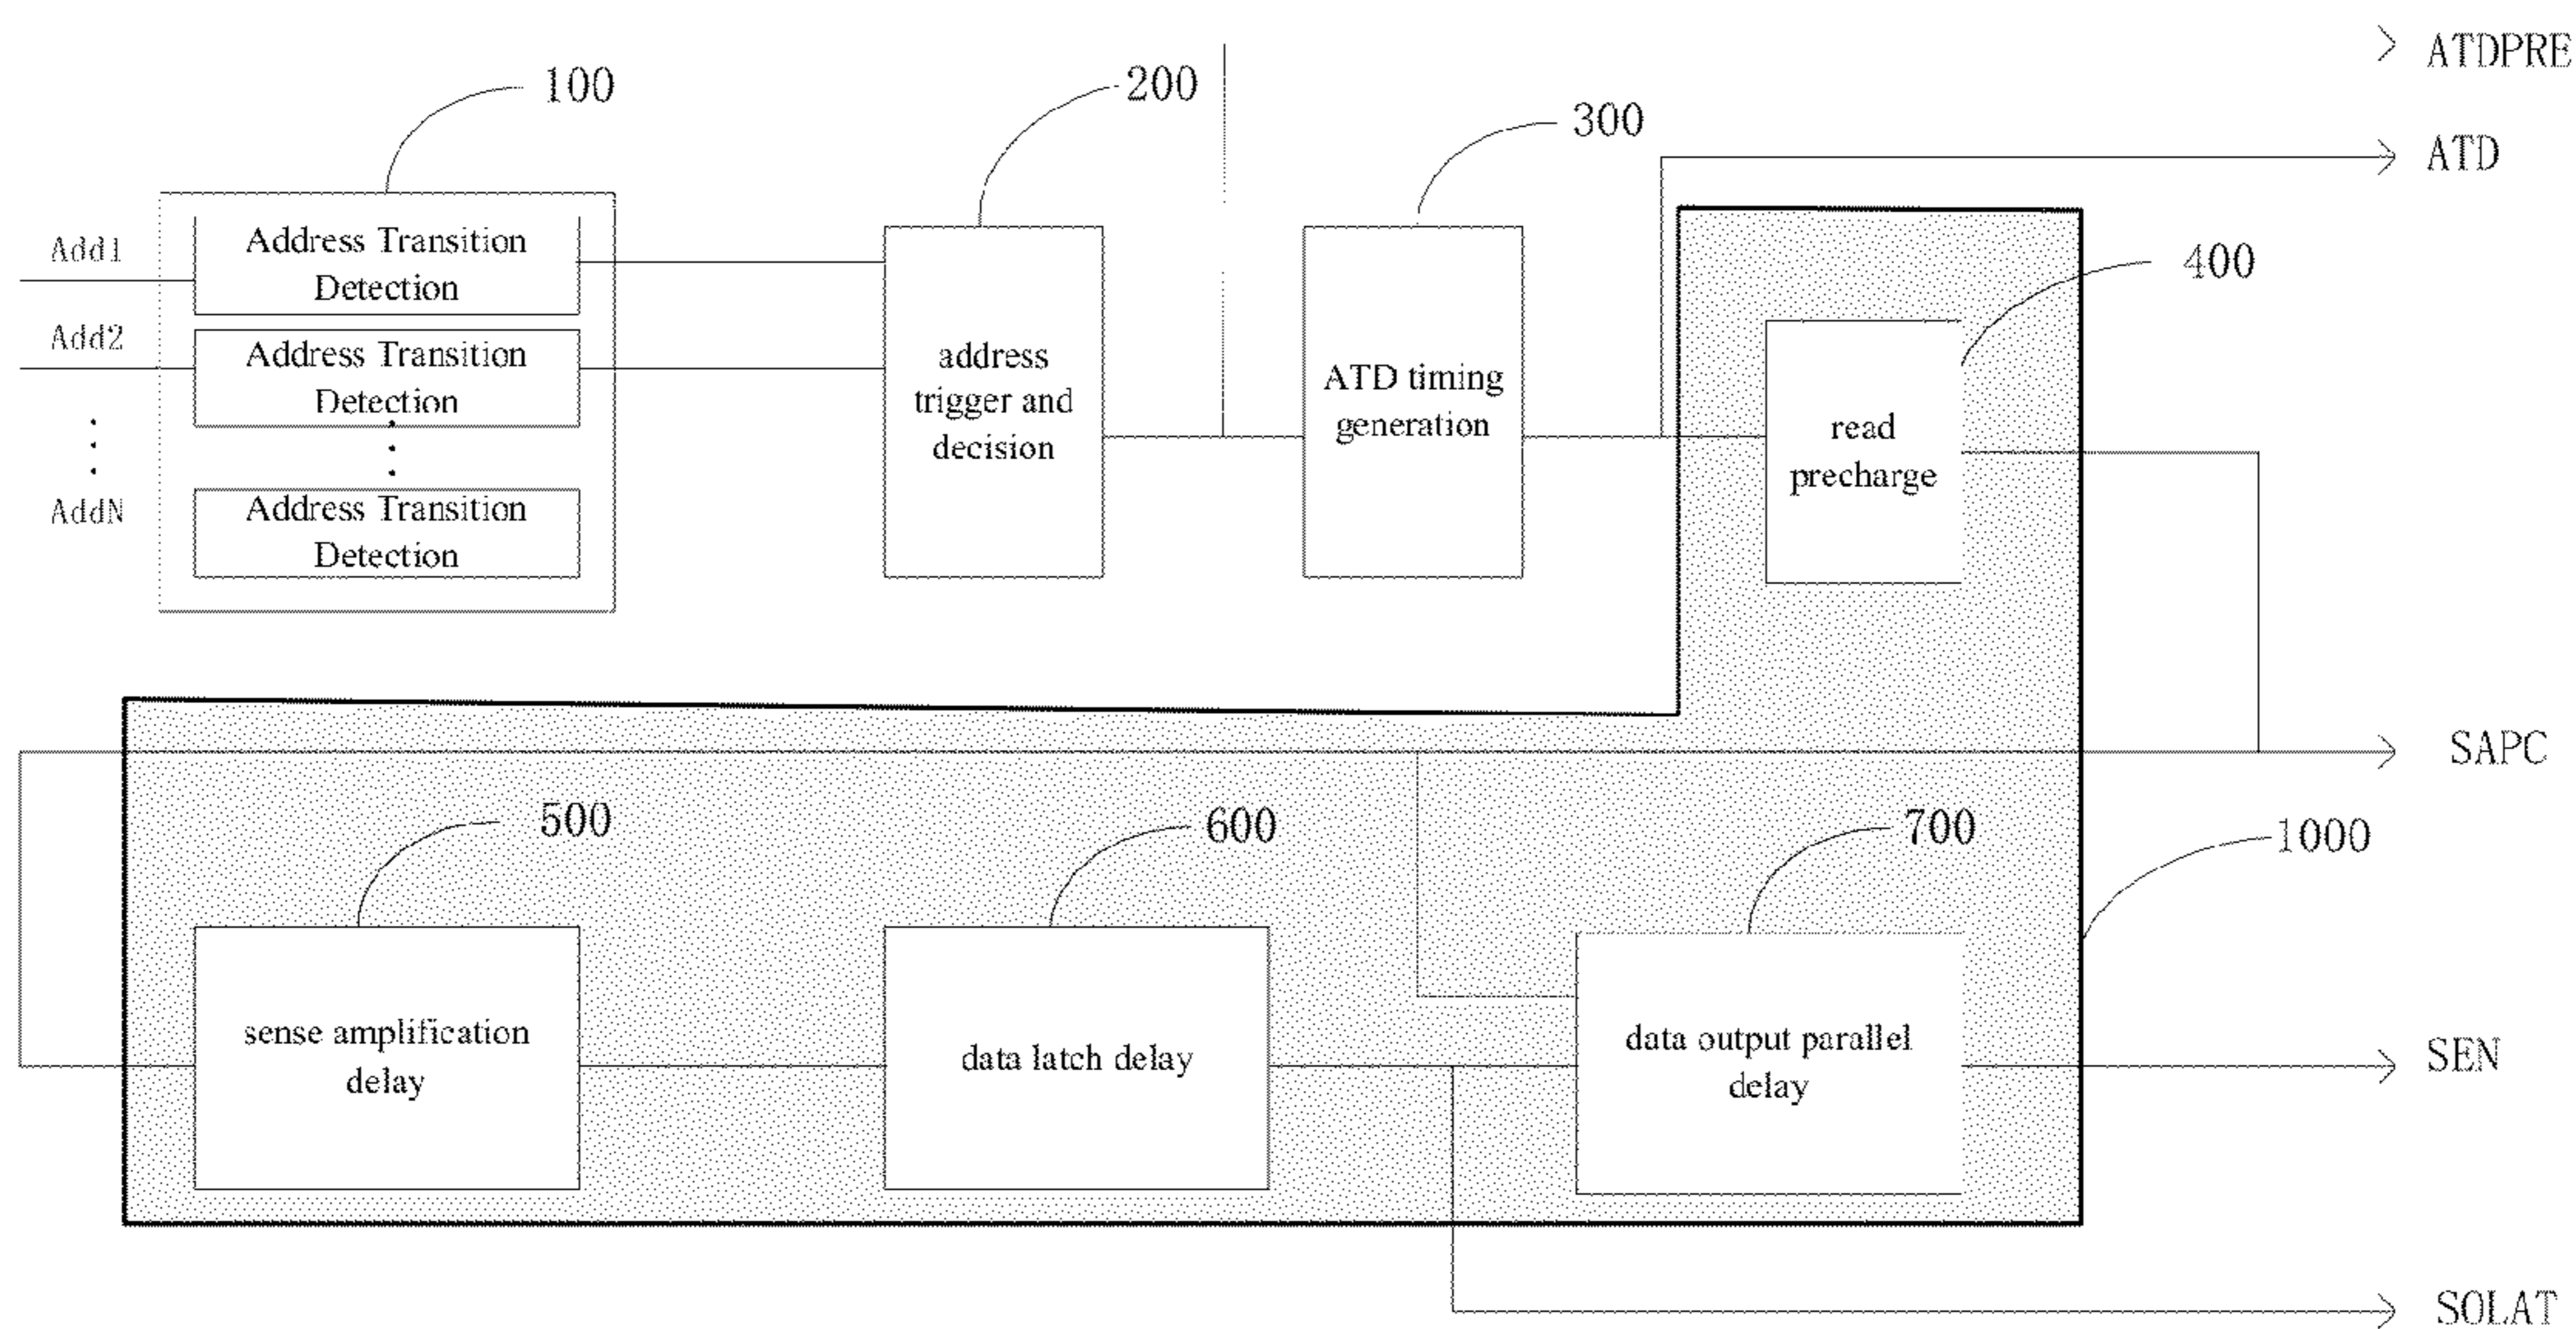 ATDPRE
100
200
300
ATD
Add1
Address Transition
Detection
400
Add2
Address Transition
Detection
address
trigger and
decision
ATD timing
generation
read
precharge
AddN
Address Transition
Detection
SAPC
500
600
700
1000
sense amplification
delay
data latch delay
data output parallel
delay
SEN
SOLAT